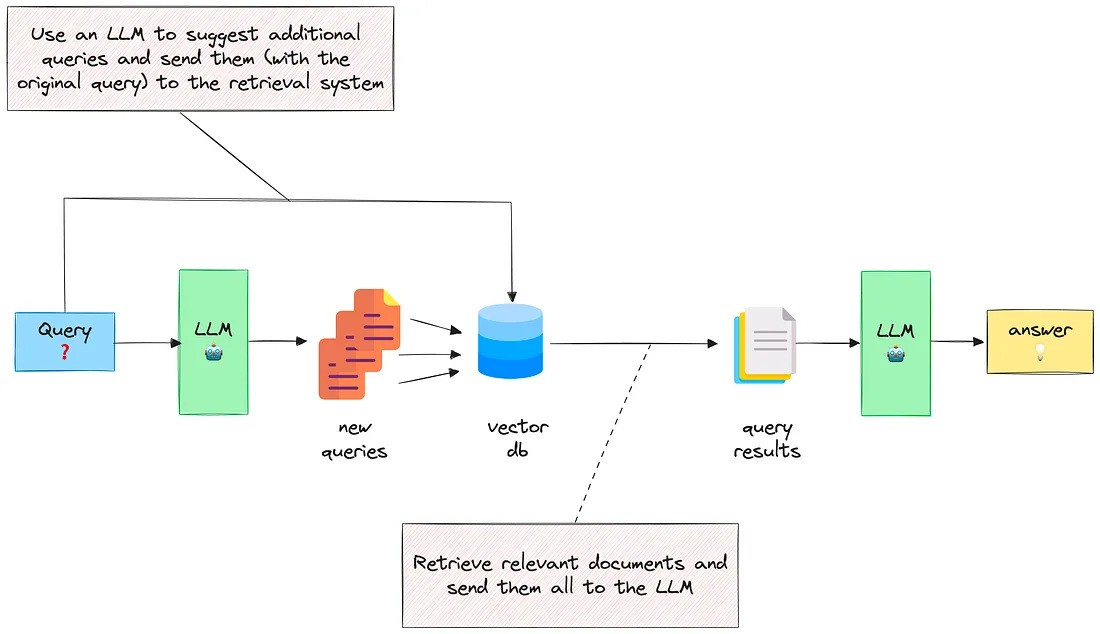 Use an LLM to suggest additional
queries and send them (with the
original query) to the retrieval system
Query
?
LLM
new
queries
vector
db
query
results
LLM
answer
Retrieve relevant documents and
send them all to the LLM